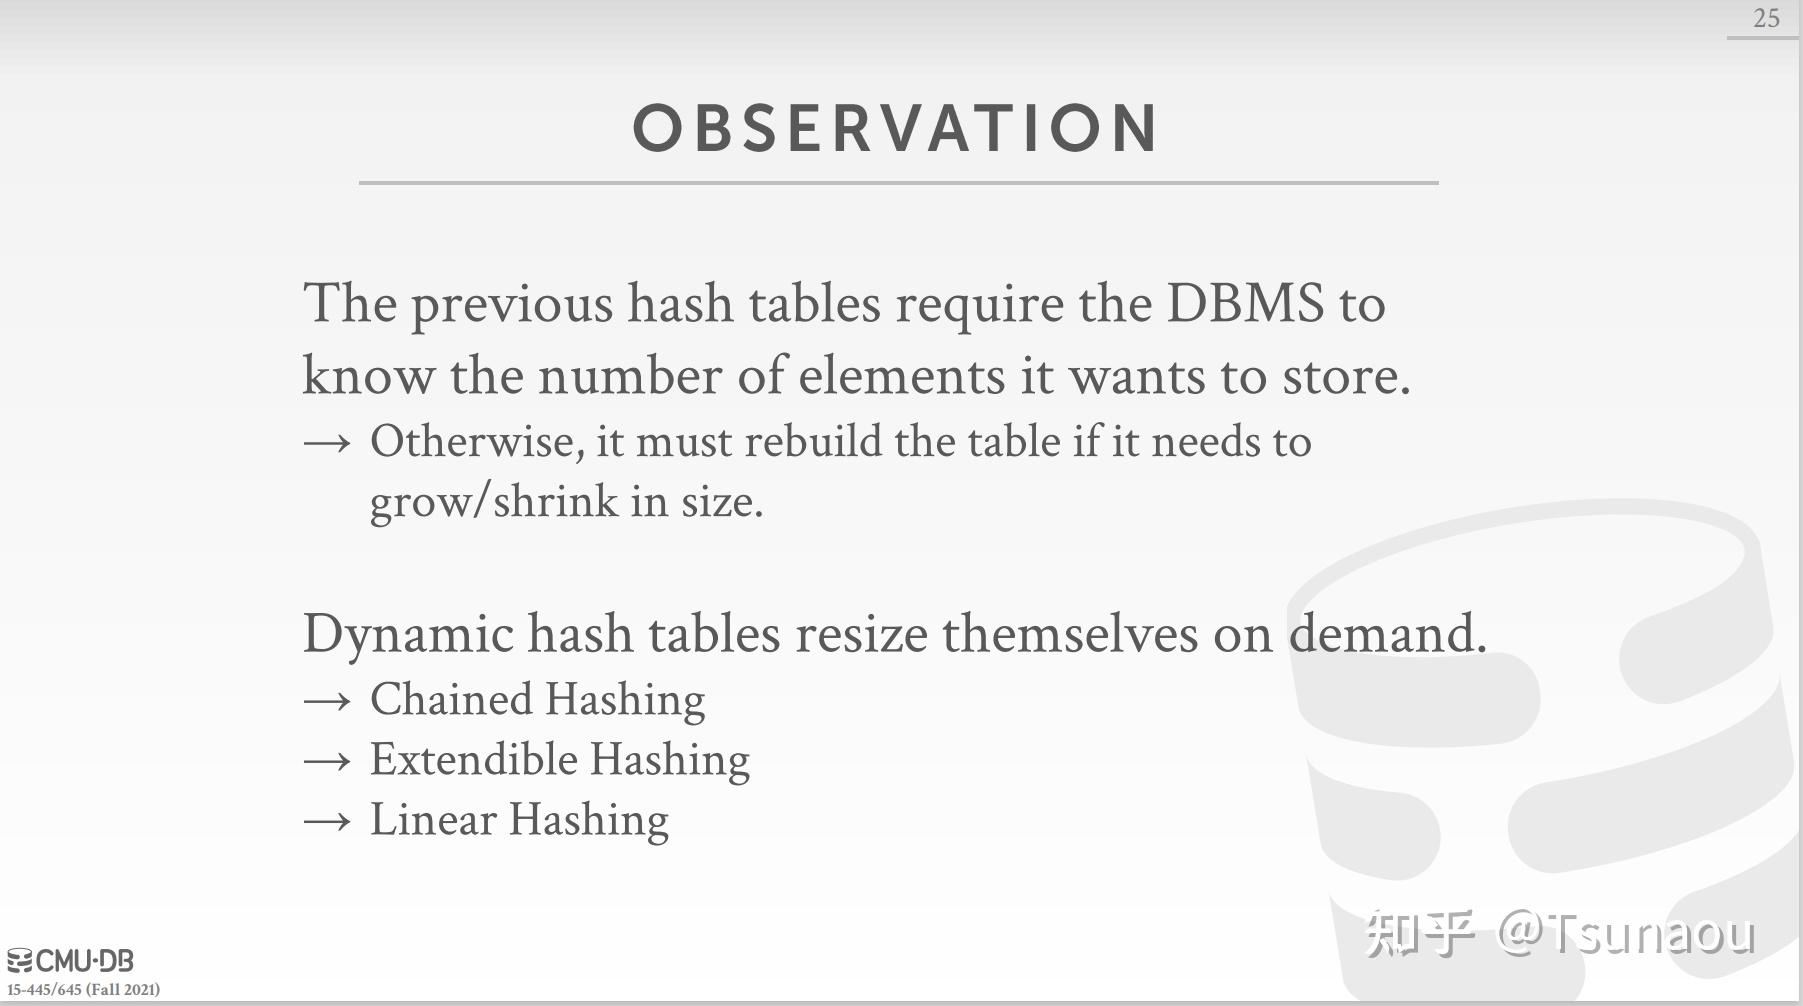 25
OBSERVATION
The previous hash tables require the DBMS to
know the number of elements it wants to store.
→ Otherwise, it must rebuild the table if it needs to
grow/shrink in size.
Dynamic hash tables resize themselves on demand.
→ Chained Hashing
→ Extendible Hashing
→ Linear Hashing
知乎 @Tsunaou
CMU·DB
15-445/645 (Fall 2021)